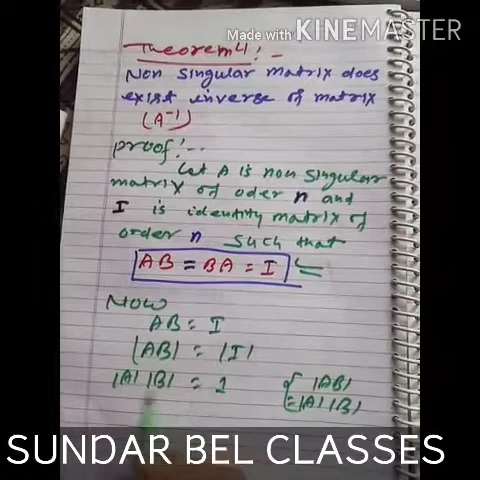 Made with KINEMASTER
Theorem 4 :-
Non singular matrix does
exist inverse of matrix
(A⁻¹)
proof :-
Let A is non singular
matrix of oder n and
I is identity matrix of
order n such that
AB = BA = I
Now
AB = I
|AB| = |I|
|A| |B| = 1 { |AB|
= |A| |B|
SUNDAR BEL CLASSES